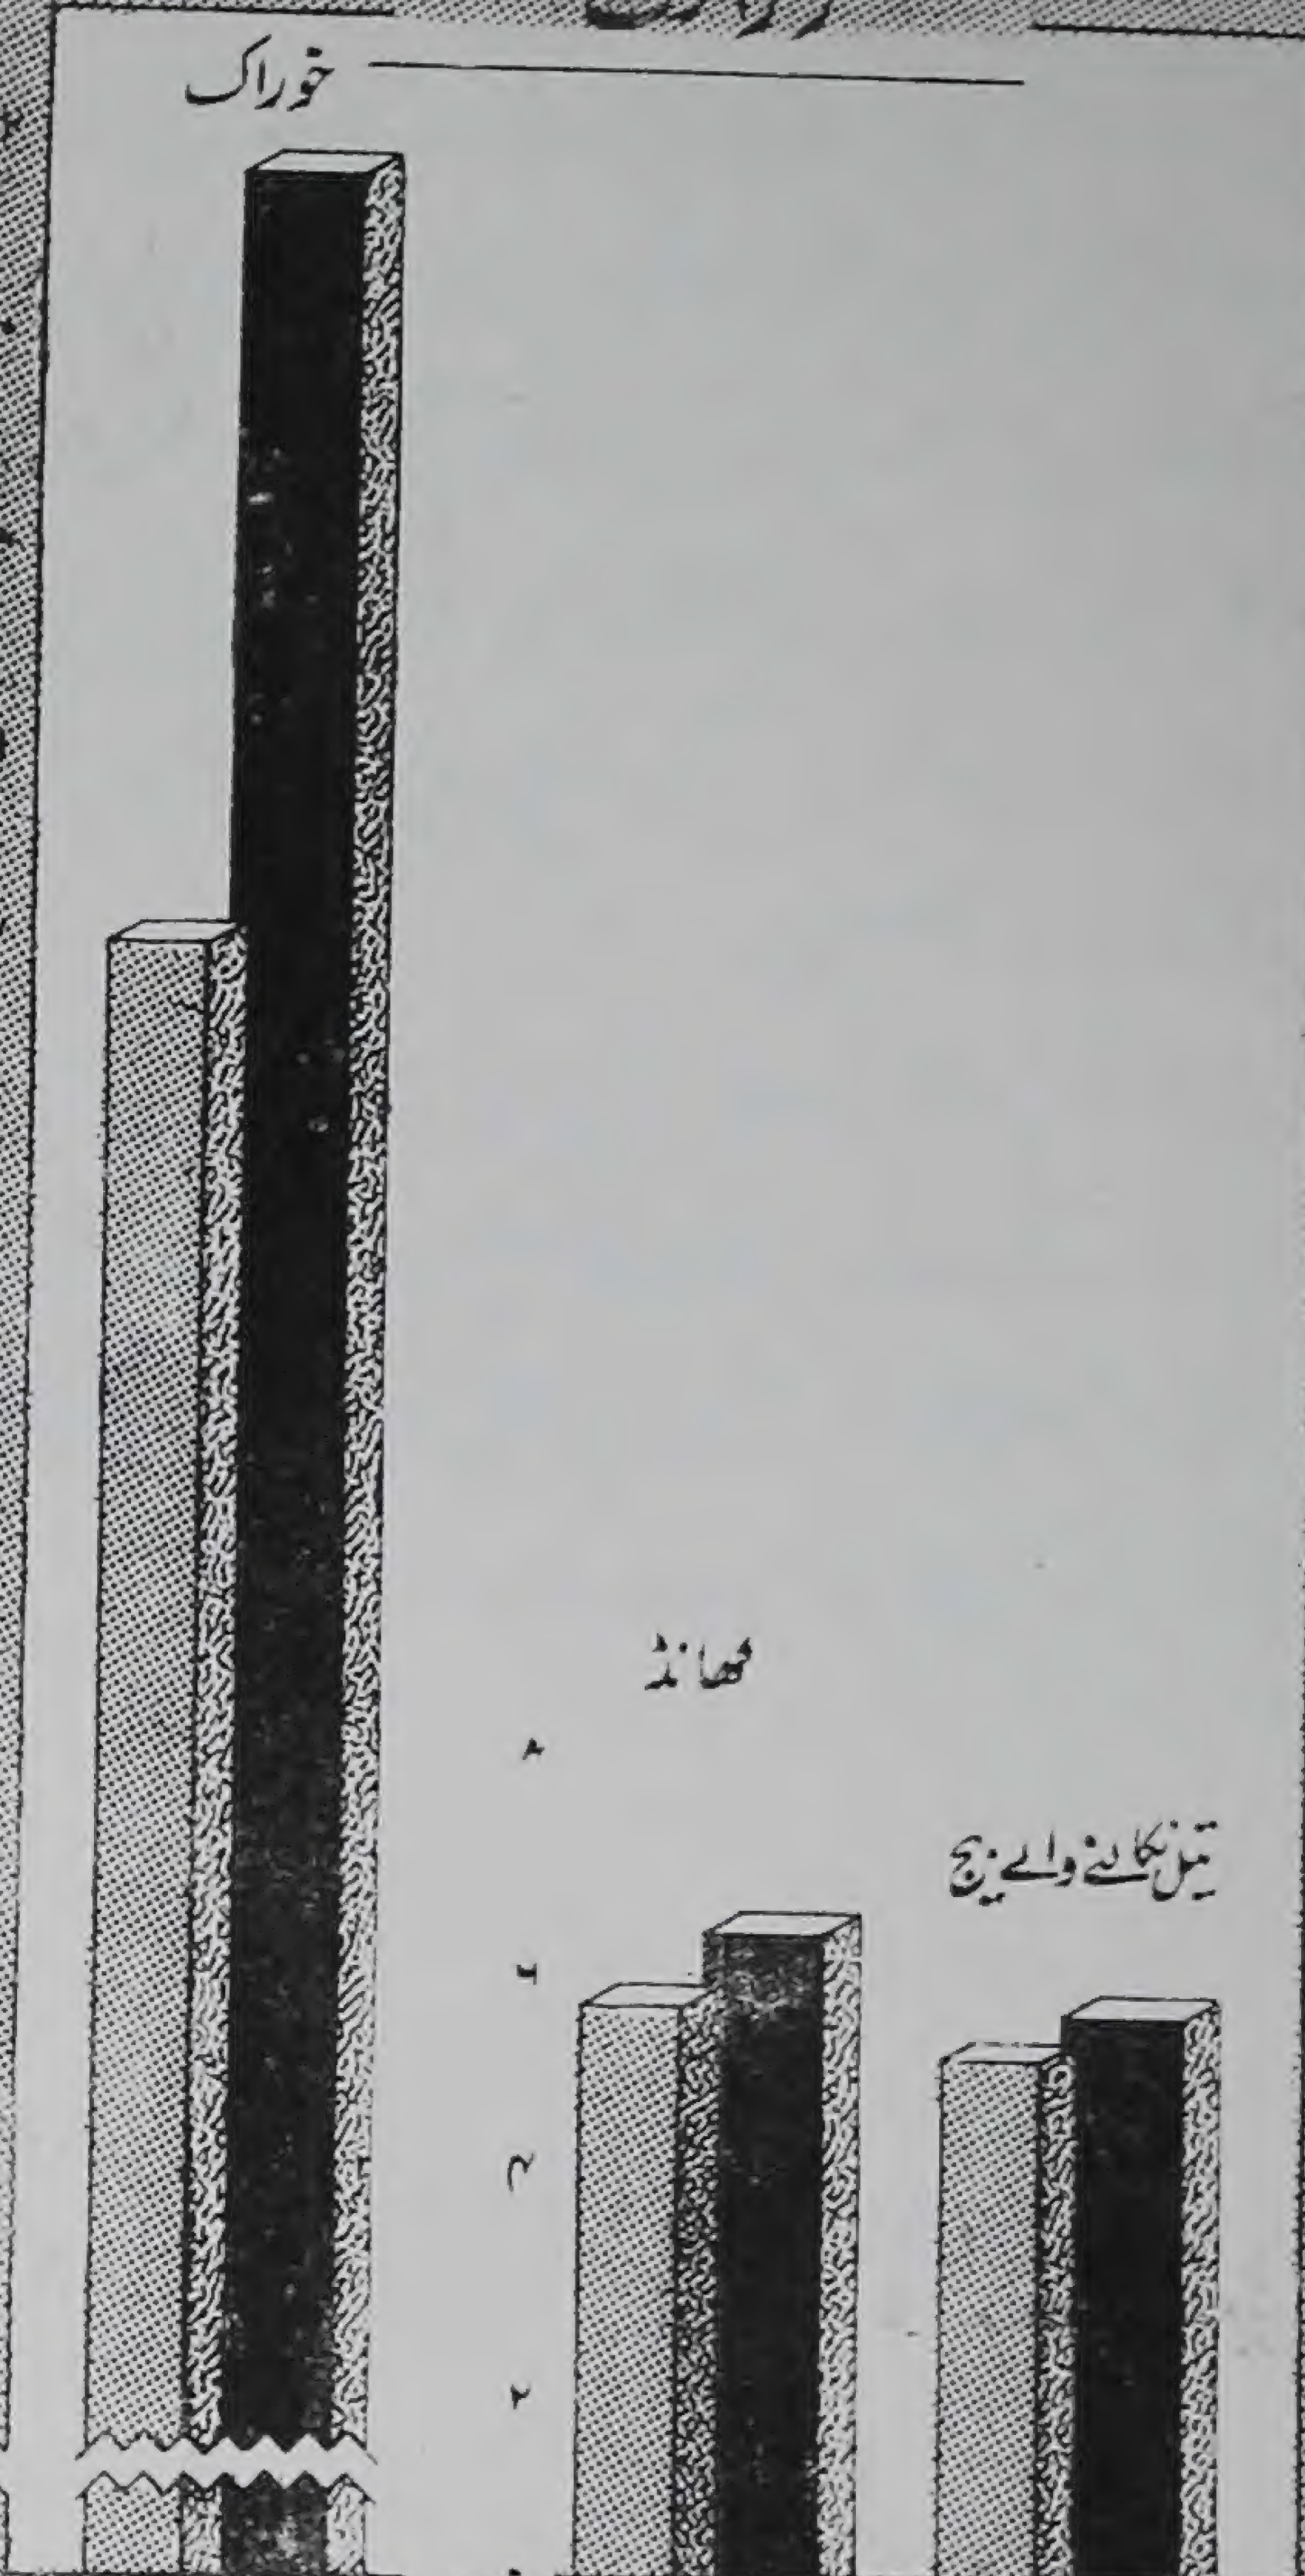 خوراک
کھانڈ
۸
تیل نکالنے والے بیج
۶
۴
۲